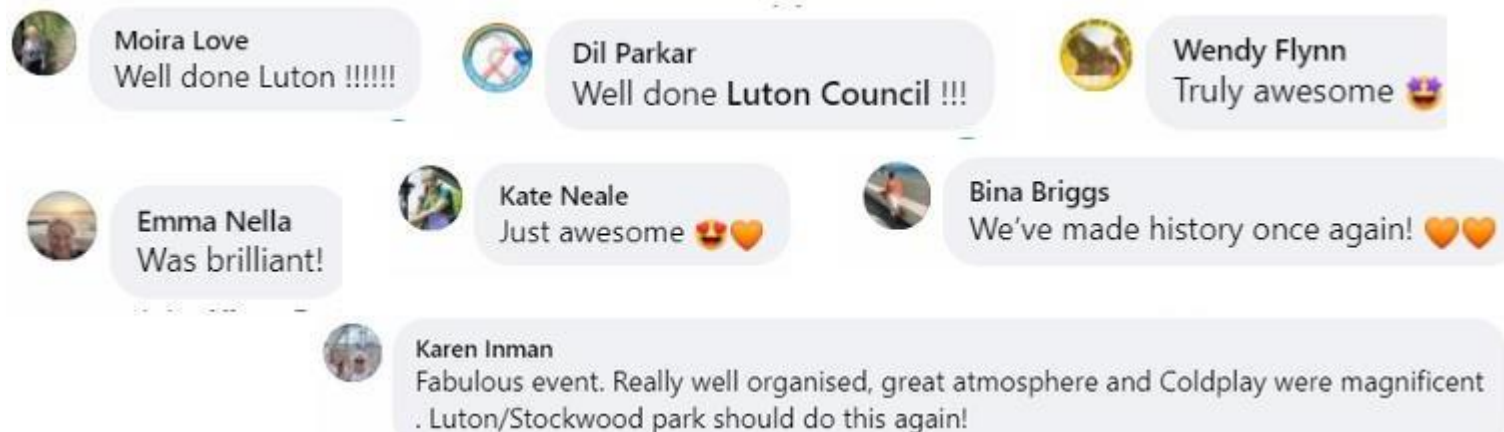 Moira Love
Well done Luton !!!!!!
Dil Parkar
Well done Luton Council !!!
Wendy Flynn
Truly awesome 🤩
Emma Nella
Was brilliant!
Kate Neale
Just awesome 😍🧡
Bina Briggs
We’ve made history once again! 🧡🧡
Karen Inman
Fabulous event. Really well organised, great atmosphere and Coldplay were magnificent
. Luton/Stockwood park should do this again!